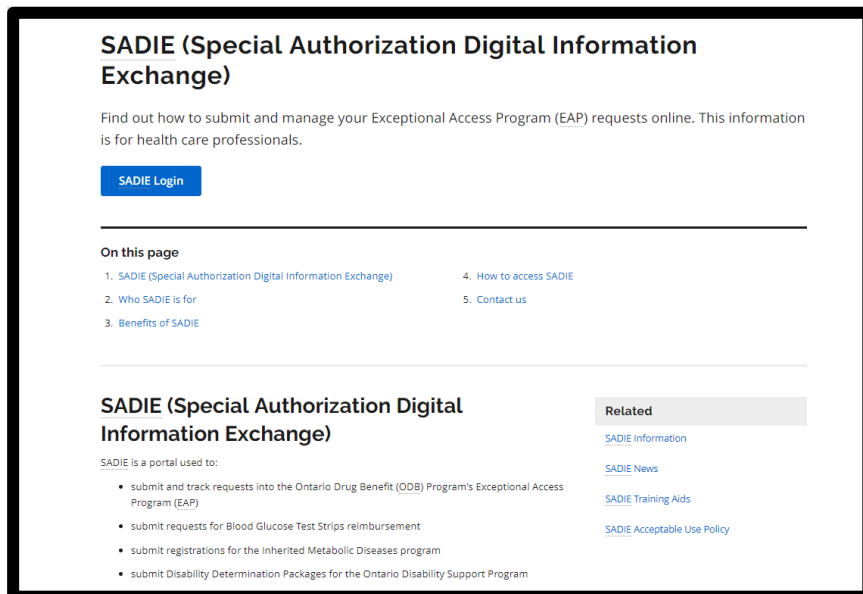 SADIE (Special Authorization Digital Information
Exchange)
Find out how to submit and manage your Exceptional Access Program (EAP) requests online. This information
is for health care professionals.
SADIE Login
On this page
1. SADIE (Special Authorization Digital Information Exchange)
2. Who SADIE is for
3. Benefits of SADIE
4. How to access SADIE
5. Contact us
SADIE (Special Authorization Digital
Information Exchange)
SADIE is a portal used to:
• submit and track requests into the Ontario Drug Benefit (ODB) Program's Exceptional Access
Program (EAP)
• submit requests for Blood Glucose Test Strips reimbursement
• submit registrations for the Inherited Metabolic Diseases program
• submit Disability Determination Packages for the Ontario Disability Support Program
Related
SADIE Information
SADIE News
SADIE Training Aids
SADIE Acceptable Use Policy